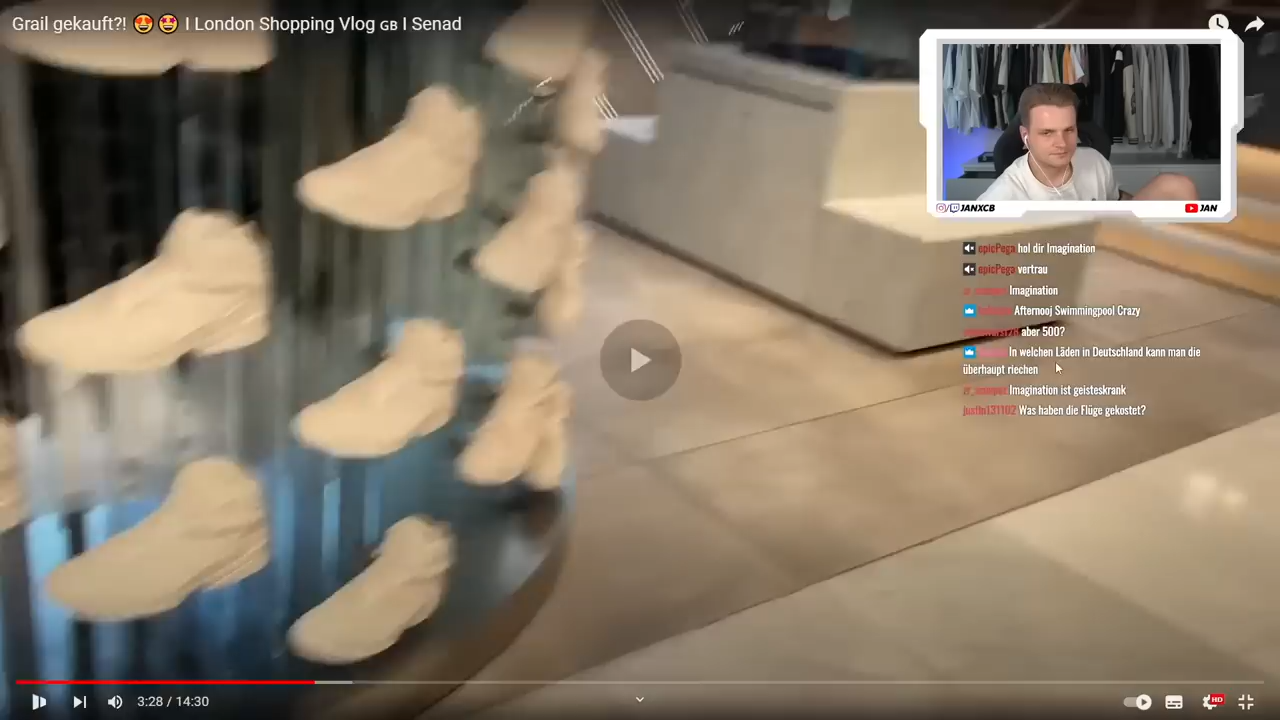 Grail gekauft?! 😍🤩 I London Shopping Vlog GB I Senad
JANXCB
JAN
epicPega hol dir Imagination
epicPega vertrau
Imagination
Afternooj Swimmingpool Crazy
aber 500?
In welchen Läden in Deutschland kann man die
überhaupt riechen
Imagination ist geisteskrank
justin131102 Was haben die Flüge gekostet?
3:28 / 14:30
HD